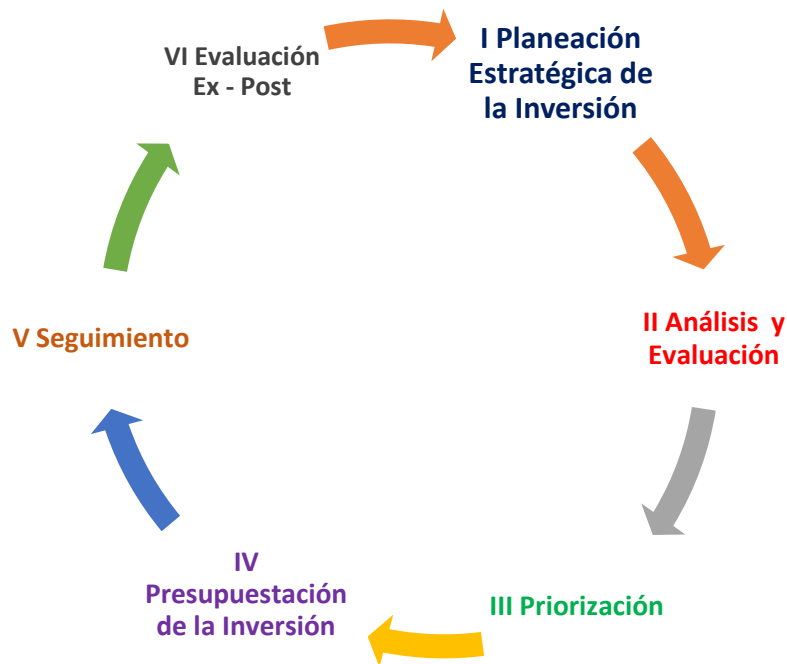 I Planeación
Estratégica de
la Inversión
II Análisis y
Evaluación
III Priorización
IV
Presupuestación
de la Inversión
V Seguimiento
VI Evaluación
Ex - Post